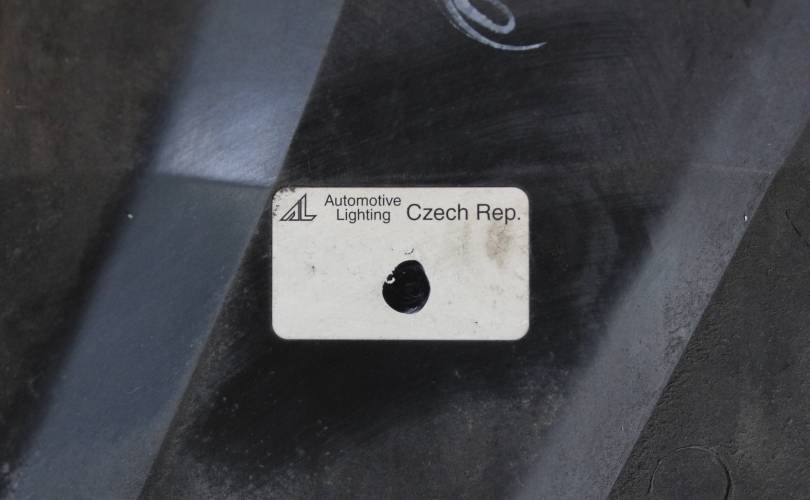 Automotive
Lighting
Czech Rep.